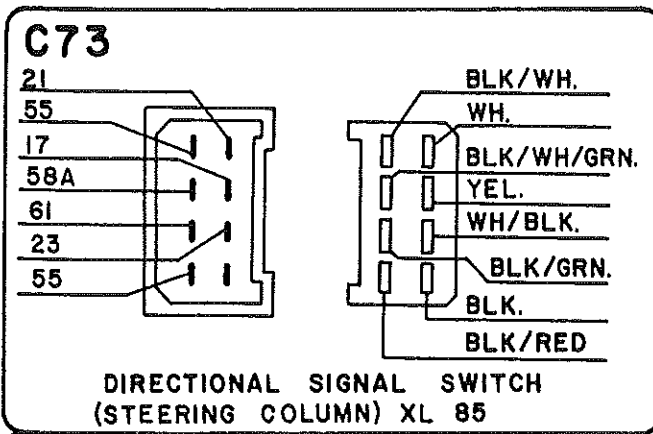 C73
21
55
17
58A
61
23
55
BLK/WH.
WH.
BLK/WH/GRN.
YEL.
WH/BLK.
BLK/GRN.
BLK.
BLK/RED
DIRECTIONAL SIGNAL SWITCH
(STEERING COLUMN) XL 85